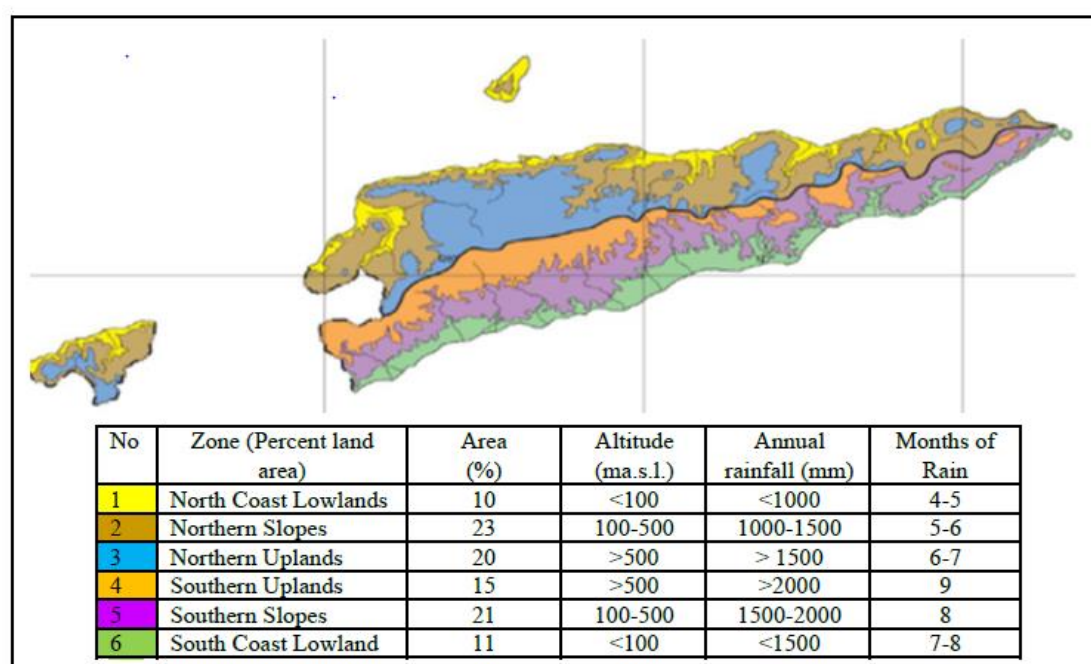 No Zone (Percent land area) Area (%) Altitude (ma.s.l.) Annual rainfall (mm) Months of Rain
1 North Coast Lowlands 10 <100 <1000 4-5
2 Northern Slopes 23 100-500 1000-1500 5-6
3 Northern Uplands 20 >500 > 1500 6-7
4 Southern Uplands 15 >500 >2000 9
5 Southern Slopes 21 100-500 1500-2000 8
6 South Coast Lowland 11 <100 <1500 7-8